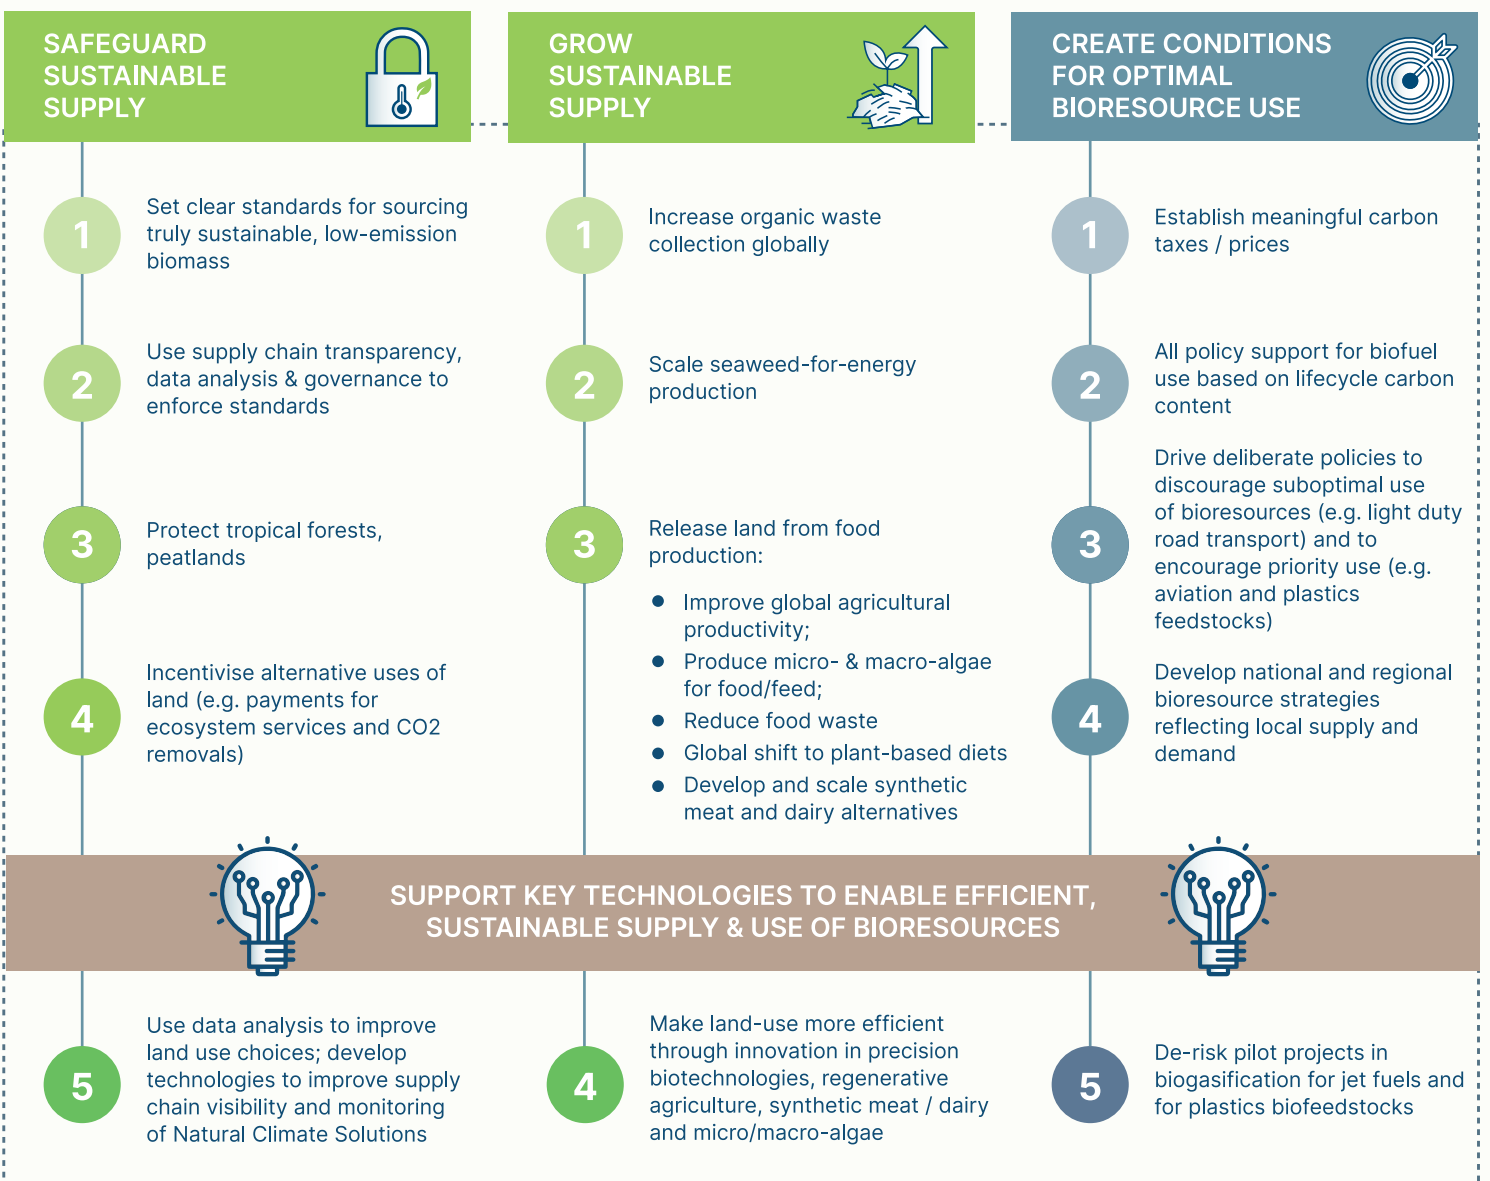 SAFEGUARD
SUSTAINABLE
SUPPLY
1
Set clear standards for sourcing
truly sustainable, low-emission
biomass
2
Use supply chain transparency,
data analysis & governance to
enforce standards
3
Protect tropical forests,
peatlands
4
Incentivise alternative uses of
land (e.g. payments for
ecosystem services and CO2
removals)
GROW
SUSTAINABLE
SUPPLY
1
Increase organic waste
collection globally
2
Scale seaweed-for-energy
production
3
Release land from food
production:
● Improve global agricultural
productivity;
● Produce micro- & macro-algae
for food/feed;
● Reduce food waste
● Global shift to plant-based diets
● Develop and scale synthetic
meat and dairy alternatives
CREATE CONDITIONS
FOR OPTIMAL
BIORESOURCE USE
1
Establish meaningful carbon
taxes / prices
2
All policy support for biofuel
use based on lifecycle carbon
content
3
Drive deliberate policies to
discourage suboptimal use
of bioresources (e.g. light duty
road transport) and to
encourage priority use (e.g.
aviation and plastics
feedstocks)
4
Develop national and regional
bioresource strategies
reflecting local supply and
demand
SUPPORT KEY TECHNOLOGIES TO ENABLE EFFICIENT,
SUSTAINABLE SUPPLY & USE OF BIORESOURCES
5
Use data analysis to improve
land use choices; develop
technologies to improve supply
chain visibility and monitoring
of Natural Climate Solutions
4
Make land-use more efficient
through innovation in precision
biotechnologies, regenerative
agriculture, synthetic meat / dairy
and micro/macro-algae
5
De-risk pilot projects in
biogasification for jet fuels and
for plastics biofeedstocks